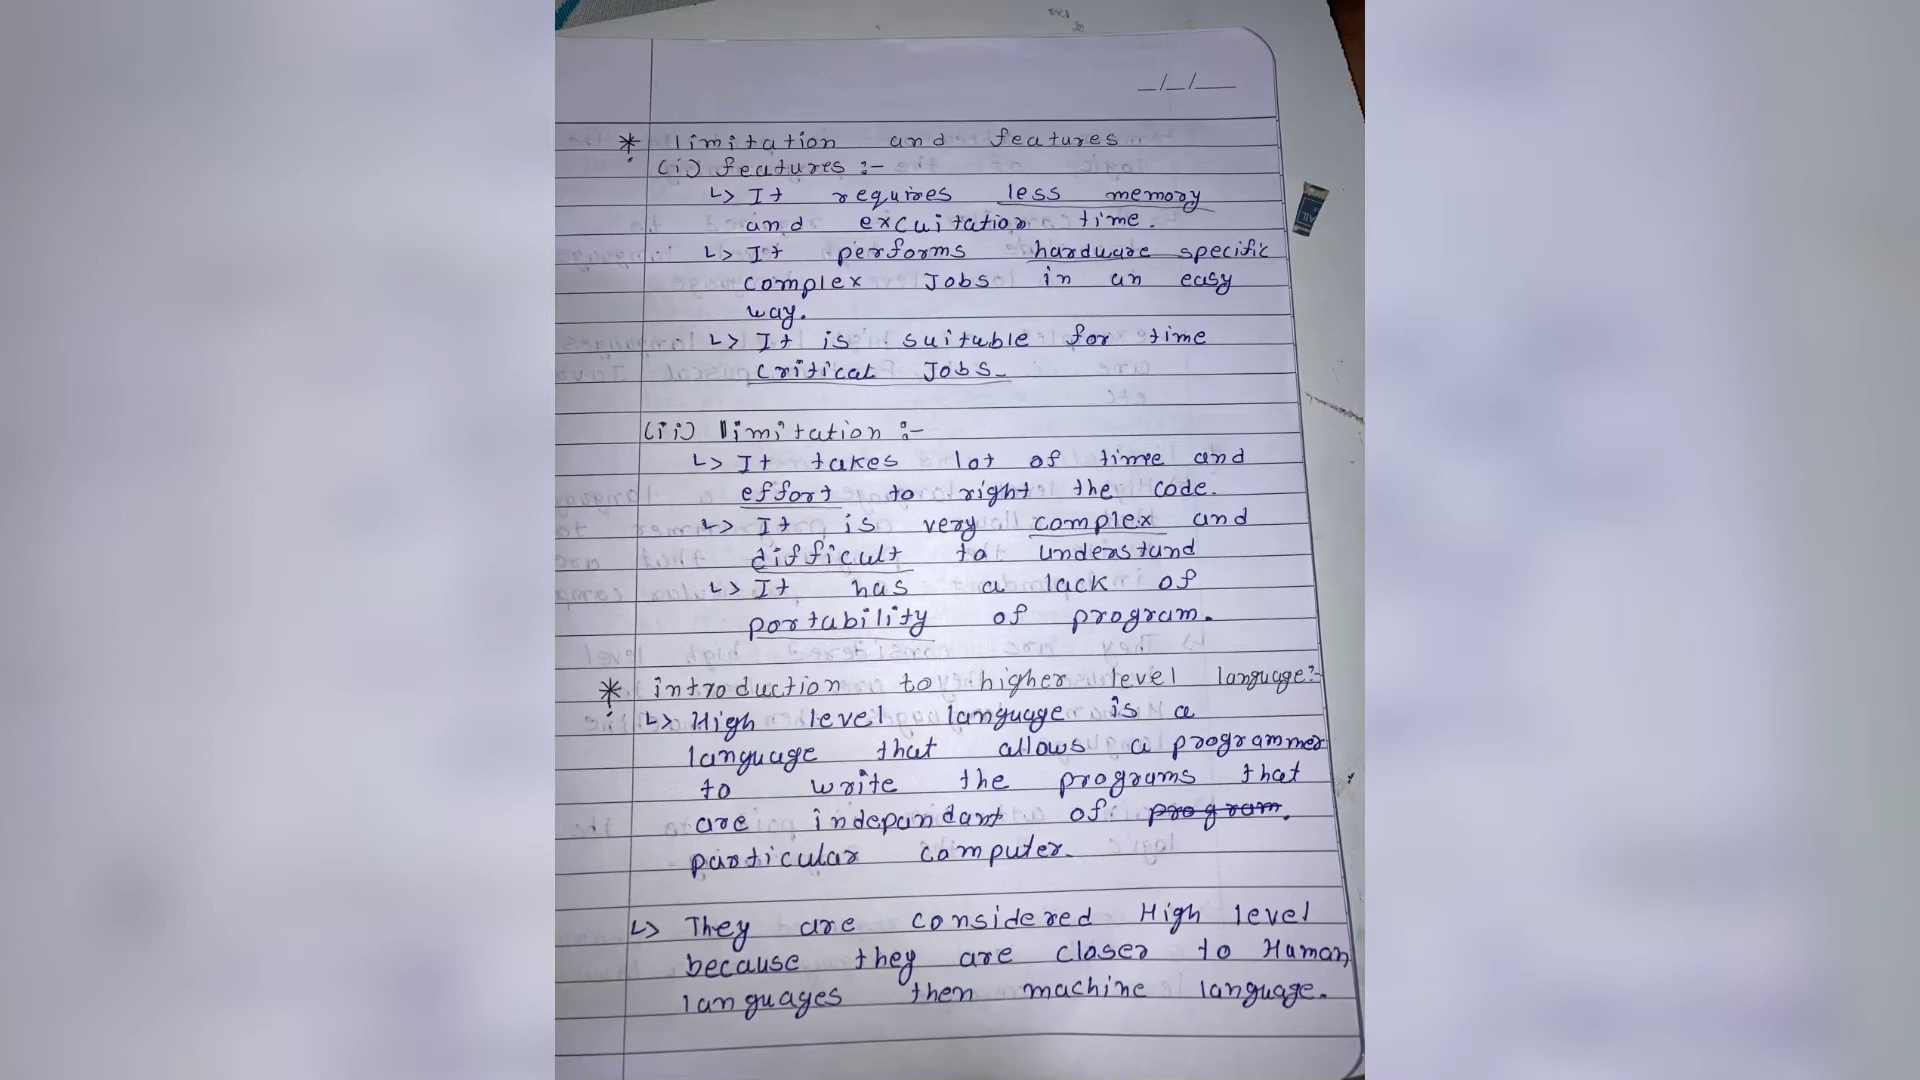 _/_/__
* limitation and features
(i) features :-
↳ It requires less memory
and excuitation time.
↳ It performs hardware specific
complex Jobs in an easy
way.
↳ It is suitable for time
critical Jobs.
(ii) limitation :-
↳ It takes lot of time and
effort to right the code.
↳ It is very complex and
difficult to understand
↳ It has a lack of
portability of program.
* introduction to higher level language:-
↳ High level language is a
language that allows a programmer
to write the programs that
are indepandant of program.
particular computer.
↳ They are considered High level
because they are closer to Human
languages then machine language.